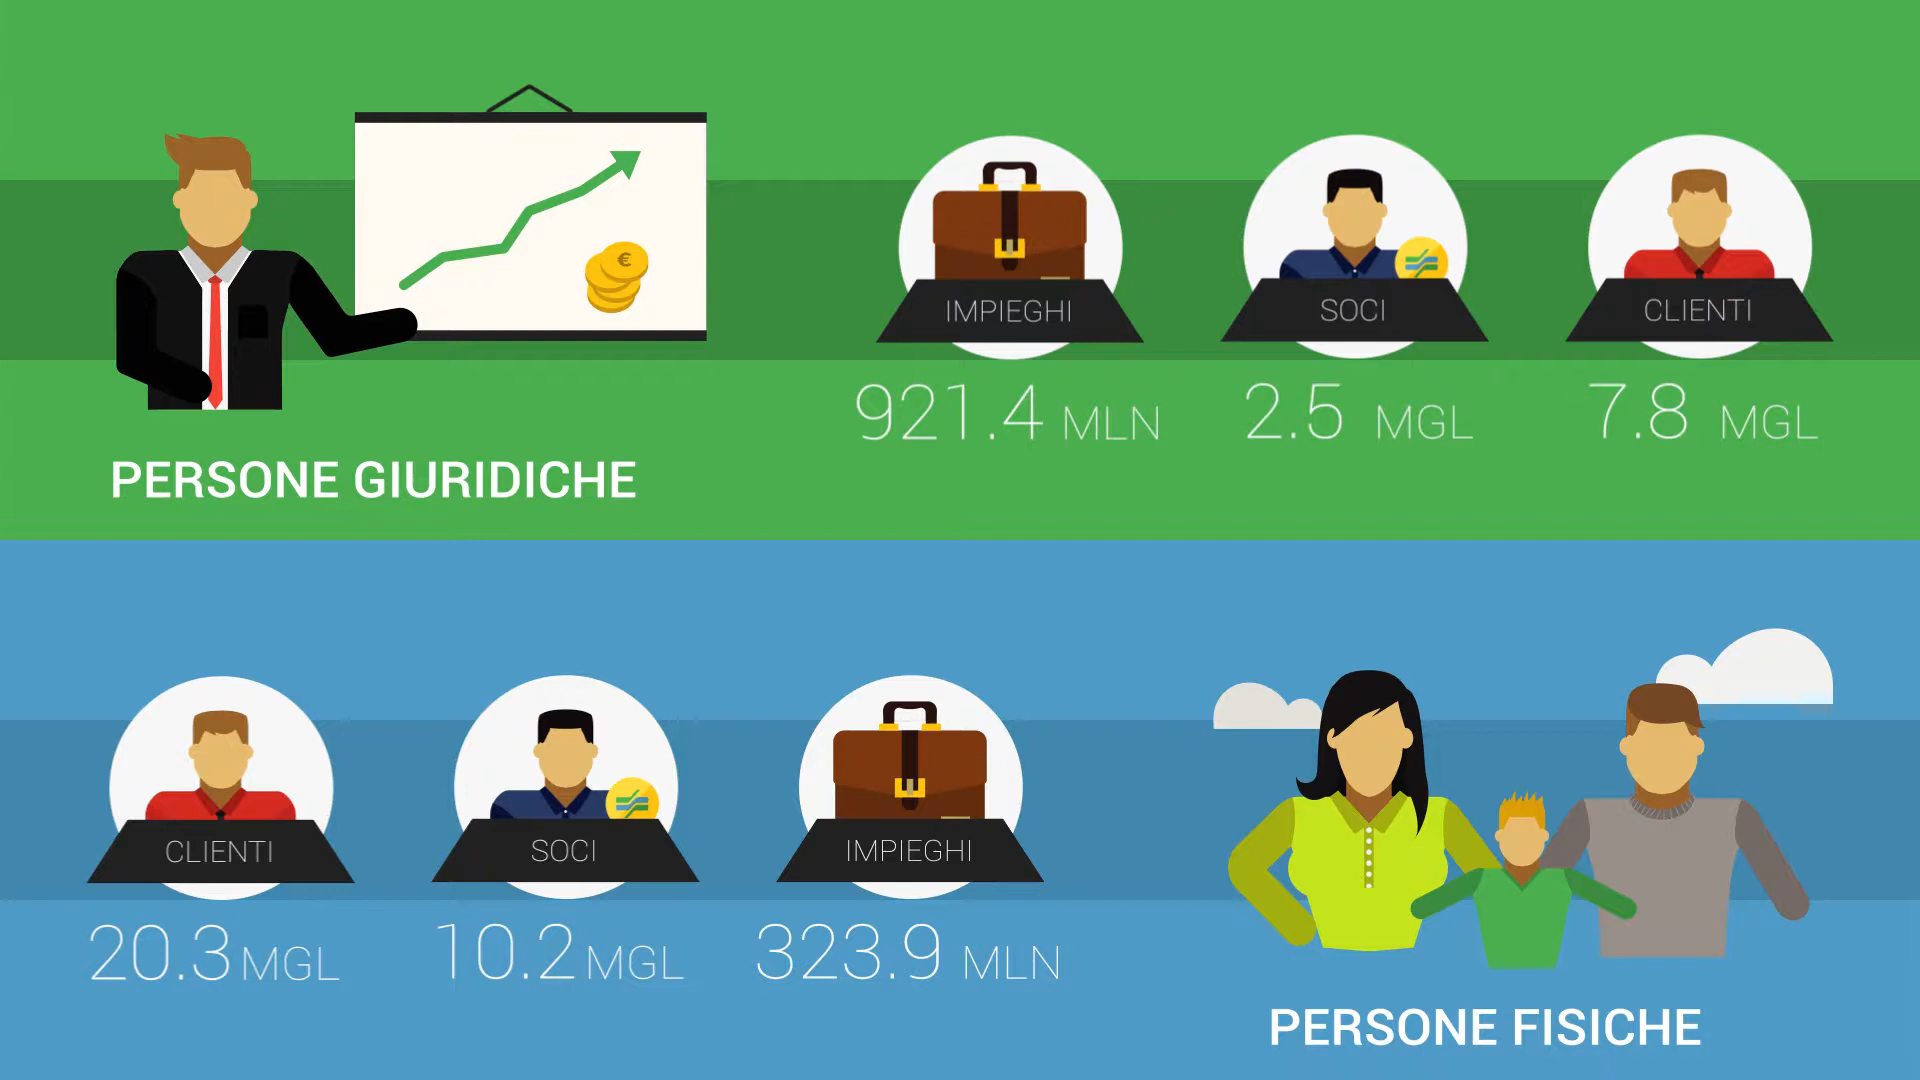 €
IMPIEGHI
SOCI
CLIENTI
921.4 MLN
2.5 MGL
7.8 MGL
PERSONE GIURIDICHE
CLIENTI
SOCI
IMPIEGHI
20.3 MGL
10.2 MGL
323.9 MLN
PERSONE FISICHE